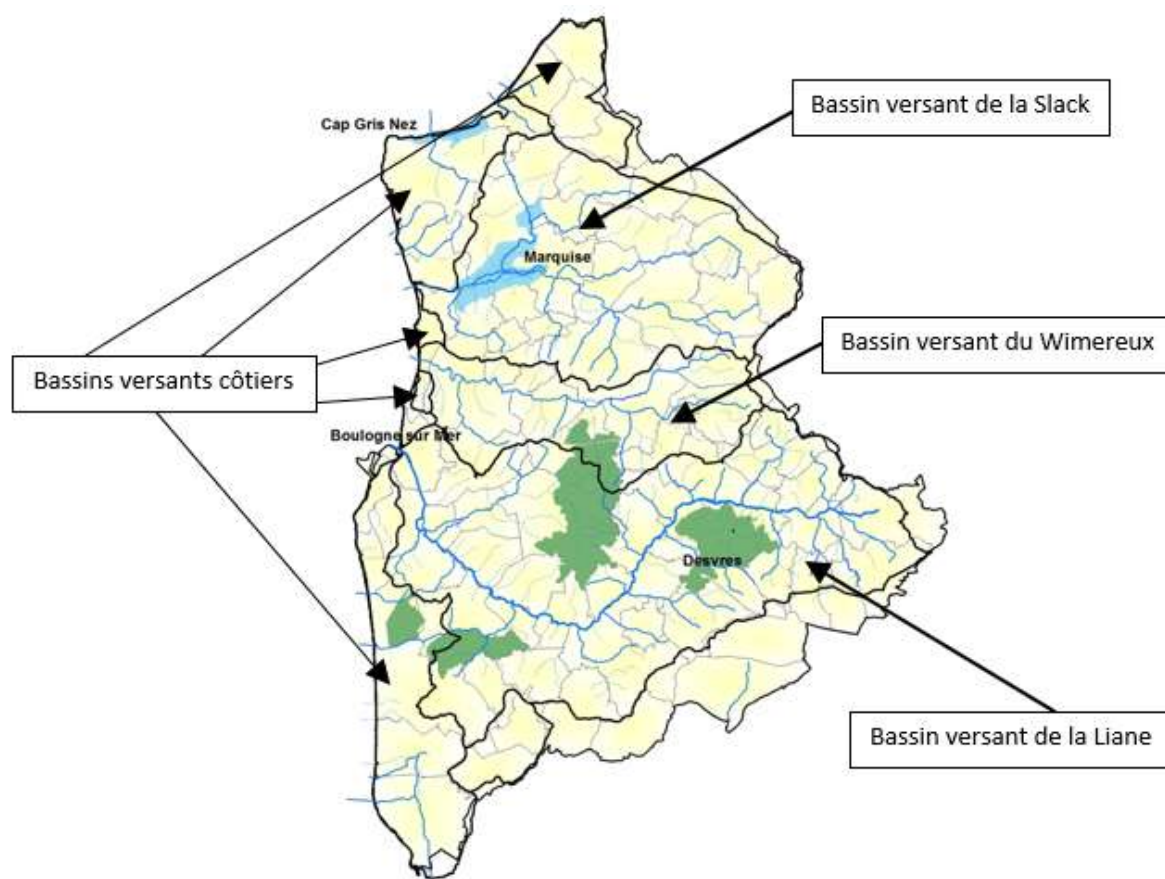 Bassin versant de la Slack
Cap Gris Nez
Marquise
Bassin versant du Wimereux
Bassins versants côtiers
Boulogne sur Mer
Desvres
Bassin versant de la Liane